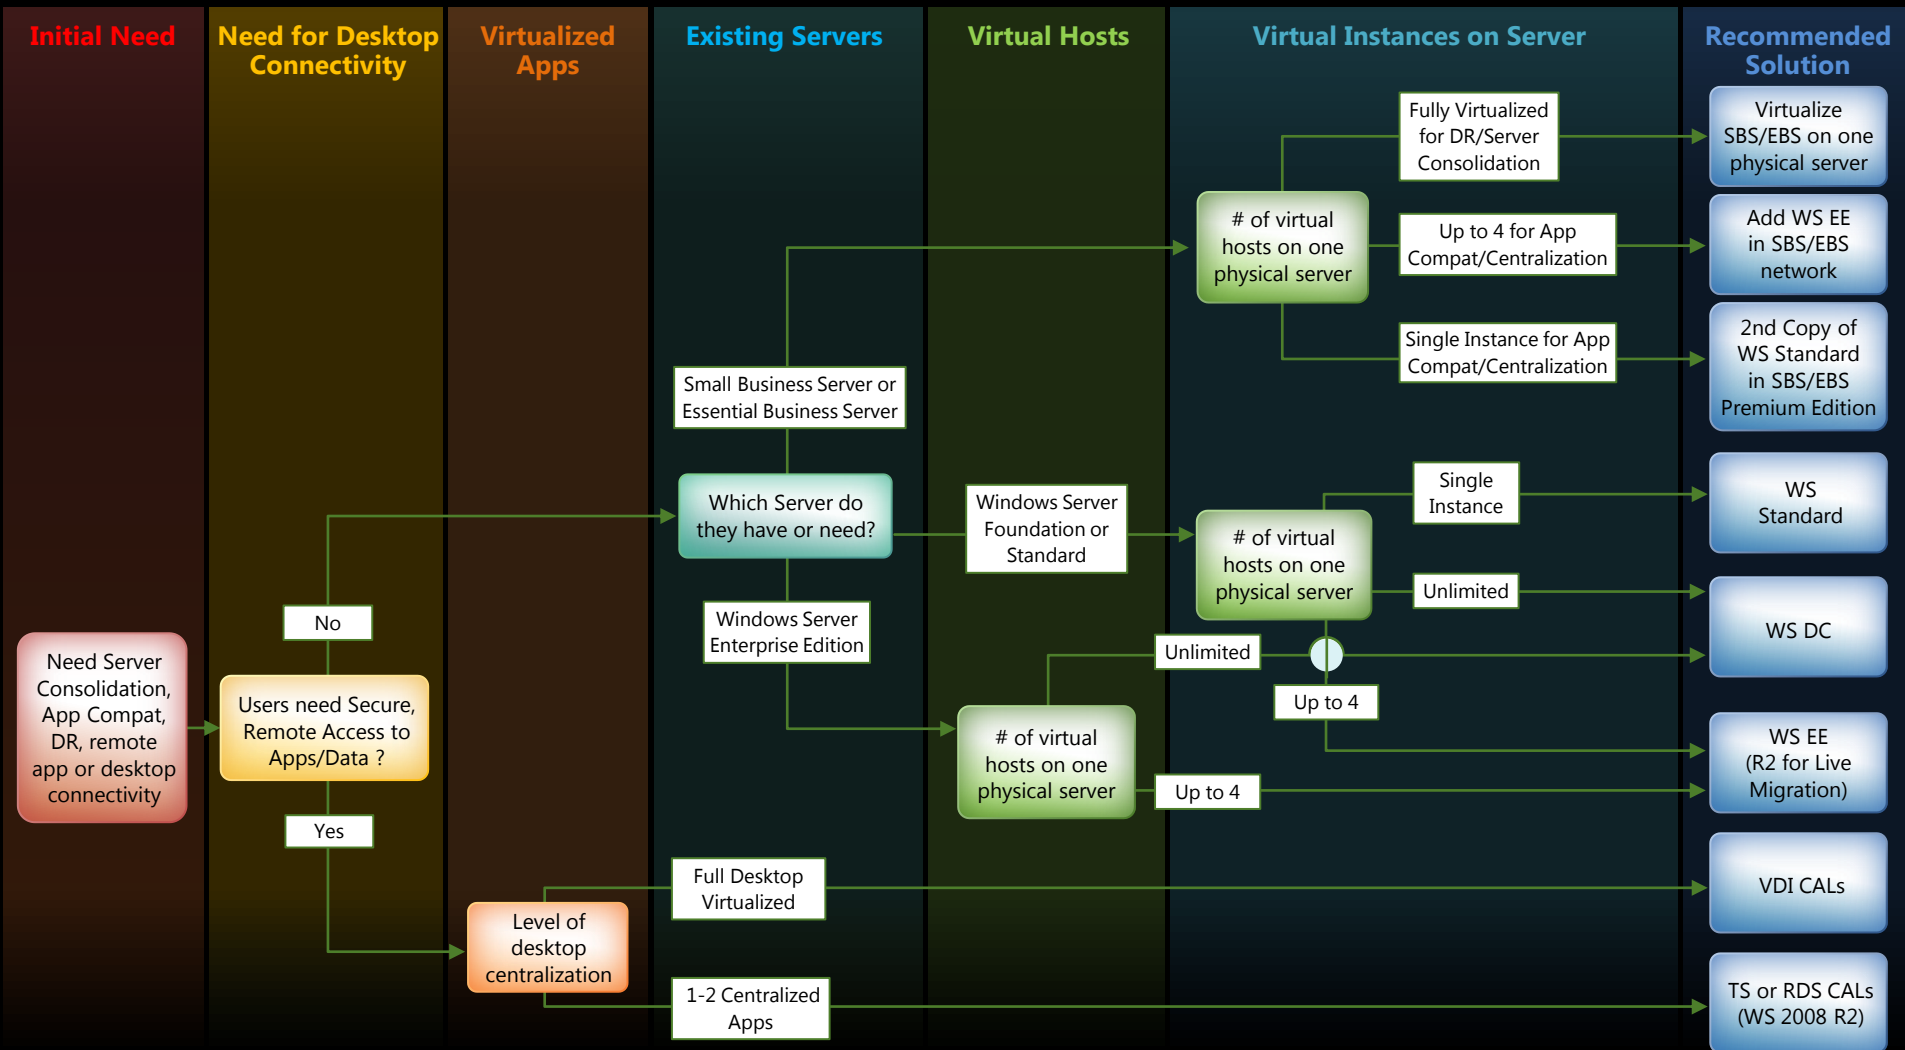 Initial Need
Need for Desktop
Connectivity
Virtualized
Apps
Existing Servers
Virtual Hosts
Virtual Instances on Server
Recommended
Solution
Need Server
Consolidation,
App Compat,
DR, remote
app or desktop
connectivity
No
Users need Secure,
Remote Access to
Apps/Data ?
Yes
Level of
desktop
centralization
Small Business Server or
Essential Business Server
Which Server do
they have or need?
Windows Server
Enterprise Edition
Full Desktop
Virtualized
1-2 Centralized
Apps
Windows Server
Foundation or
Standard
# of virtual
hosts on one
physical server
Unlimited
Up to 4
# of virtual
hosts on one
physical server
Fully Virtualized
for DR/Server
Consolidation
Up to 4 for App
Compat/Centralization
Single Instance for App
Compat/Centralization
# of virtual
hosts on one
physical server
Single
Instance
Unlimited
Up to 4
Virtualize
SBS/EBS on one
physical server
Add WS EE
in SBS/EBS
network
2nd Copy of
WS Standard
in SBS/EBS
Premium Edition
WS
Standard
WS DC
WS EE
(R2 for Live
Migration)
VDI CALs
TS or RDS CALs
(WS 2008 R2)